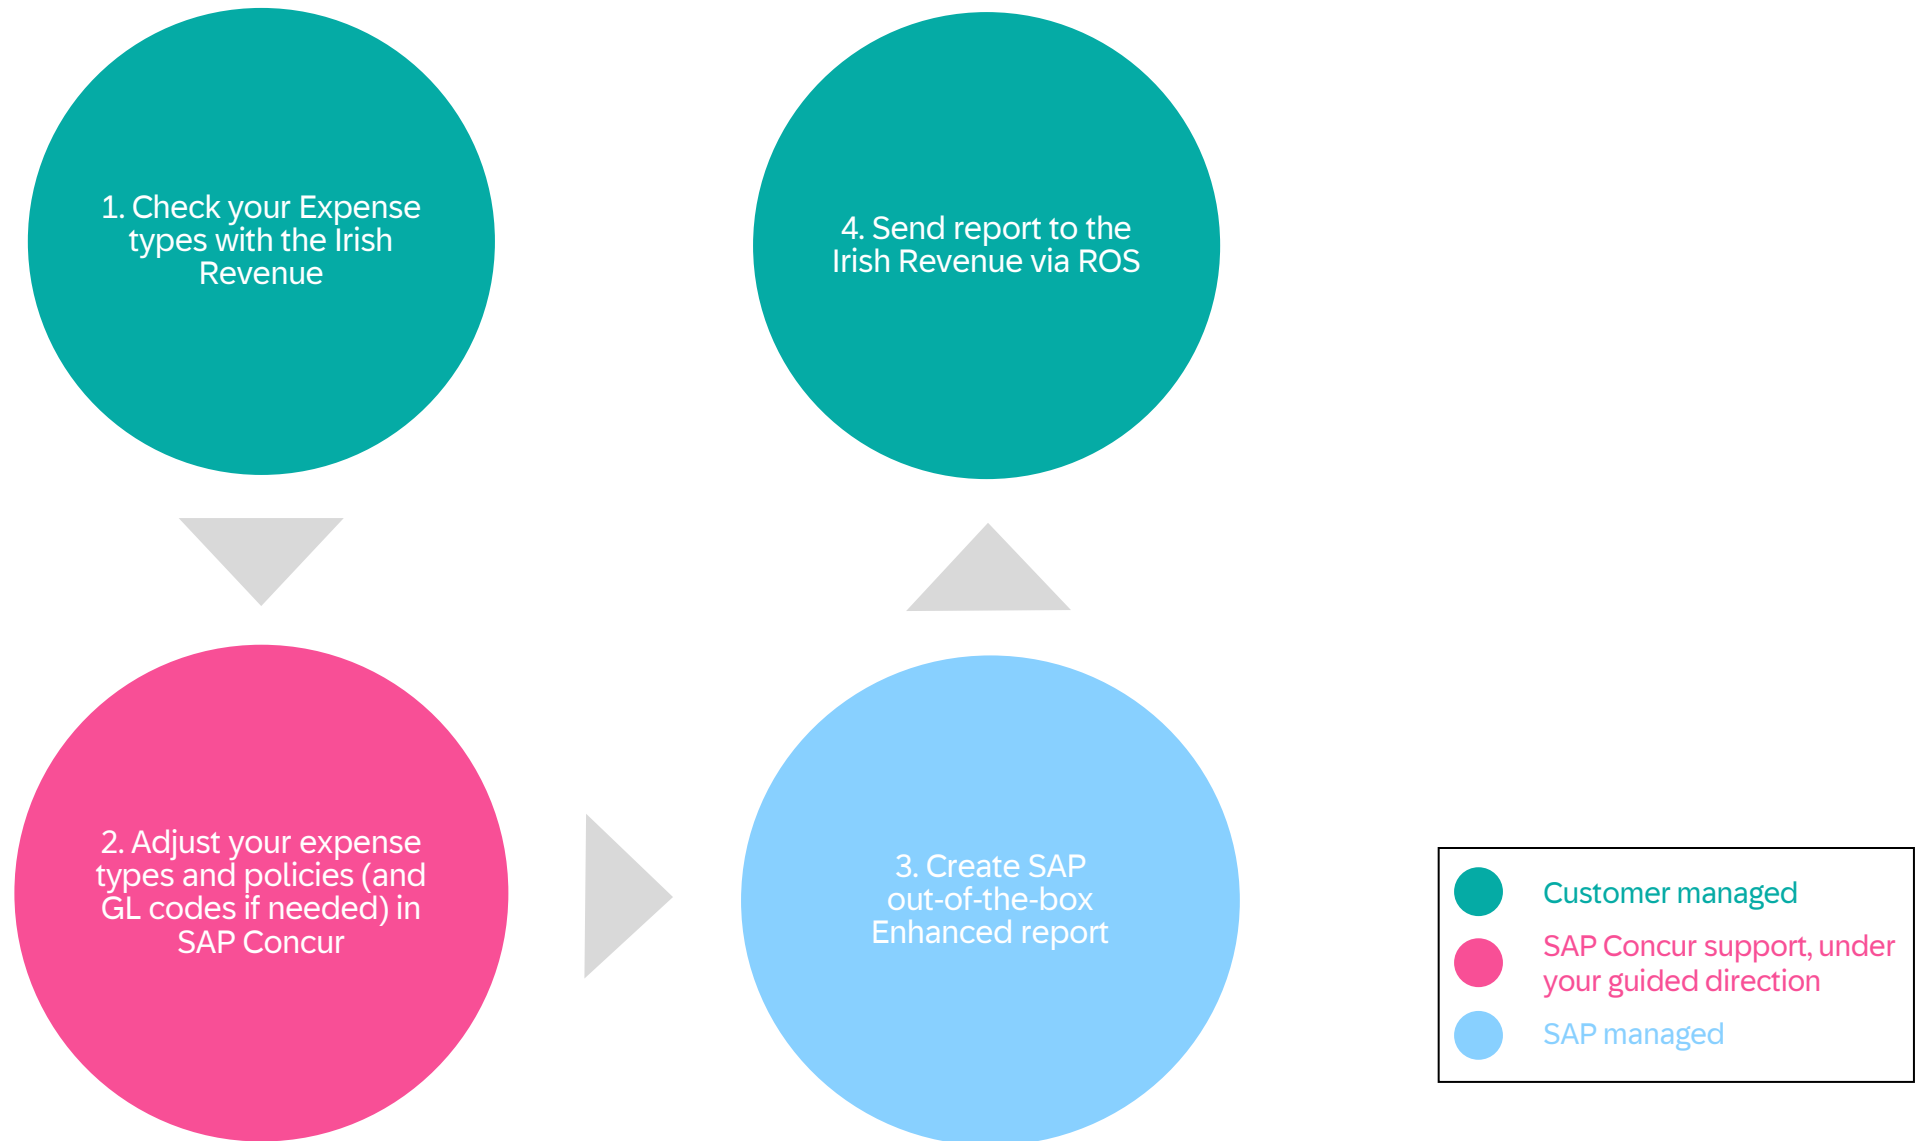 1. Check your Expense
types with the Irish
Revenue
2. Adjust your expense
types and policies (and
GL codes if needed) in
SAP Concur
3. Create SAP
out-of-the-box
Enhanced report
4. Send report to the
Irish Revenue via ROS
Customer managed
SAP Concur support, under
your guided direction
SAP managed